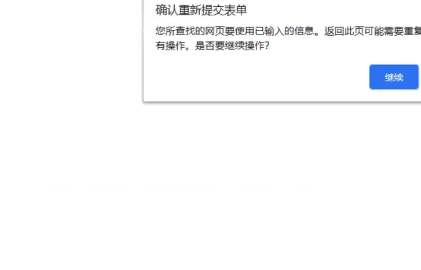 确认重新提交表单
您所查找的网页要使用已输入的信息。返回此页可能需要重复
有操作。是否要继续操作?
继续